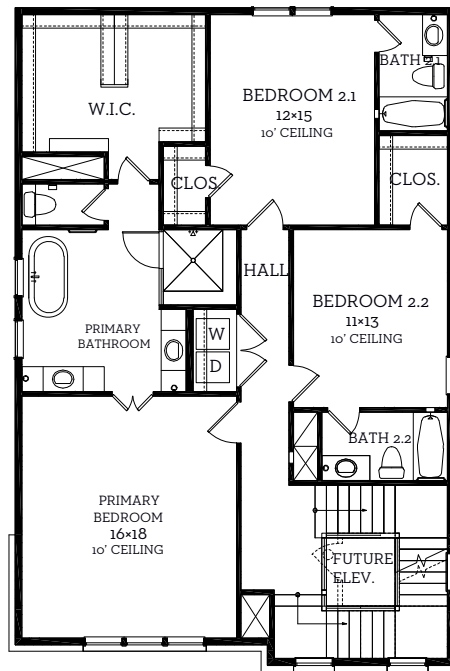 BATH 2.1
BEDROOM 2.1
12×15
10' CEILING
W.I.C.
CLOS.
CLOS.
HALL
BEDROOM 2.2
11×13
10' CEILING
PRIMARY
BATHROOM
W
D
BATH 2.2
PRIMARY
BEDROOM
16×18
10' CEILING
FUTURE
ELEV.